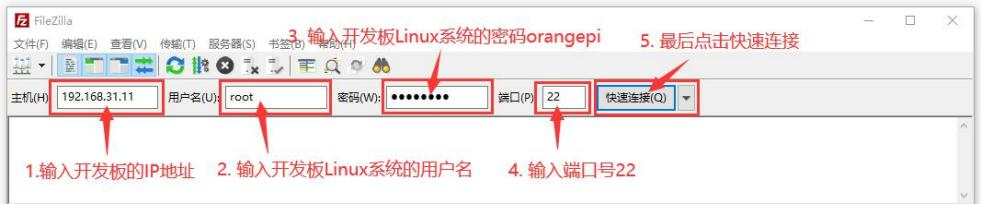 FileZilla
文件(F) 编辑(E) 查看(V) 传输(T) 服务器(S) 书签(B) 帮助(H)
3. 输入开发板Linux系统的密码orangepi
5. 最后点击快速连接
主机(H) 192.168.31.11 用户名(U): root 密码(W): ●●●●●●●● 端口(P) 22 快速连接(Q)
1.输入开发板的IP地址 2. 输入开发板Linux系统的用户名 4. 输入端口号22